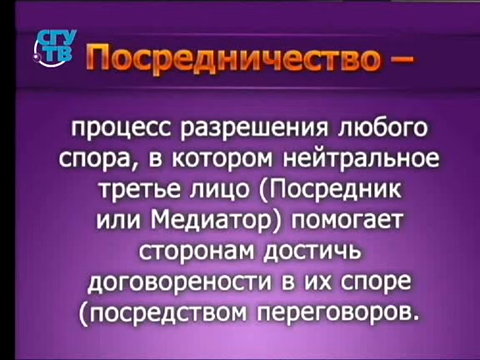 СГУ
ТВ
Посредничество –
процесс разрешения любого
спора, в котором нейтральное
третье лицо (Посредник
или Медиатор) помогает
сторонам достичь
договорености в их споре
(посредством переговоров.